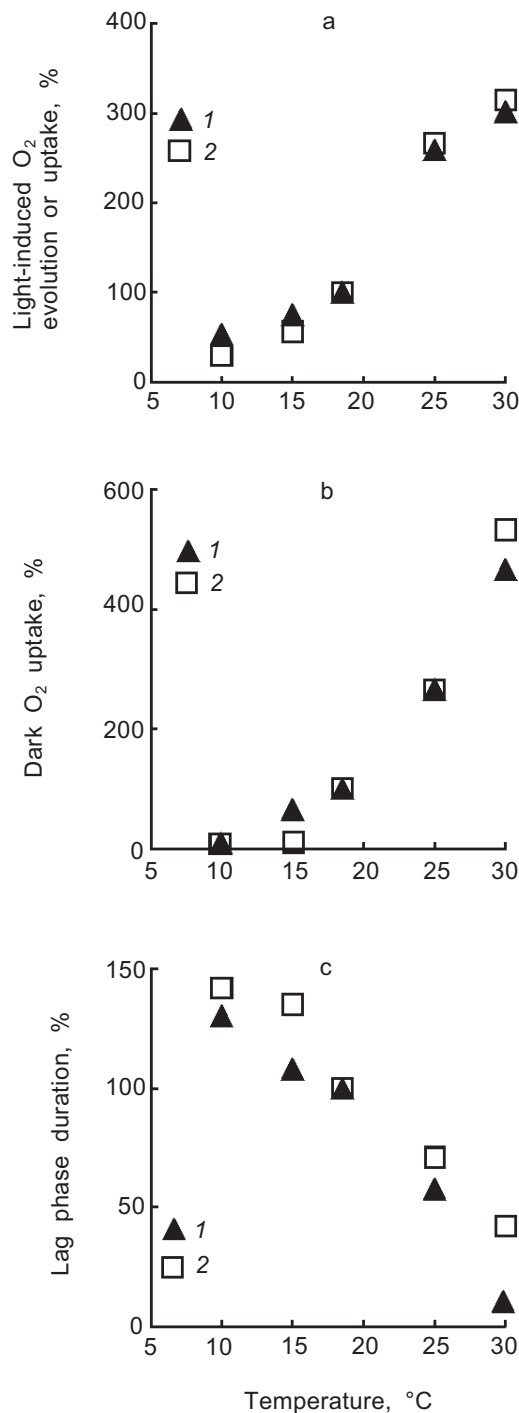 a
Light-induced O₂
evolution or uptake, %
400
300
200
100
0
1
2
5 10 15 20 25 30
b
Dark O₂ uptake, %
600
400
200
0
1
2
5 10 15 20 25 30
c
Lag phase duration, %
150
100
50
0
1
2
5 10 15 20 25 30
Temperature, °C